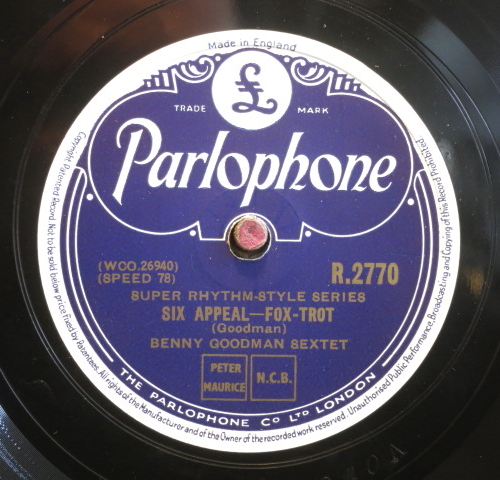 Made in England
£
TRADE MARK
Parlophone
(WCO.26940)
(SPEED 78)
R.2770
SUPER RHYTHM-STYLE SERIES
SIX APPEAL—FOX-TROT
(Goodman)
BENNY GOODMAN SEXTET
PETER
MAURICE
N.C.B.
THE PARLOPHONE CO LTD LONDON
Copyright Patented Record Not to be sold below price fixed by Patentees. All rights of the Manufacturer and of the Owner of the recorded work reserved. Unauthorised Public Performance, Broadcasting and Copying of this Record Prohibited